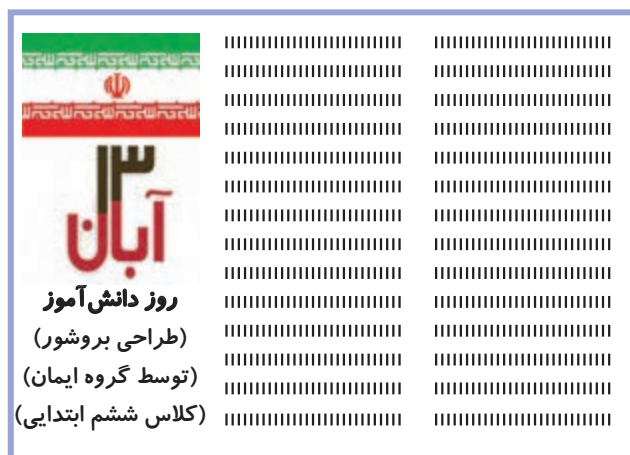 ۱۳
آبان
روز دانش‌آموز
(طراحی بروشور)
(توسط گروه ایمان)
(کلاس ششم ابتدایی)